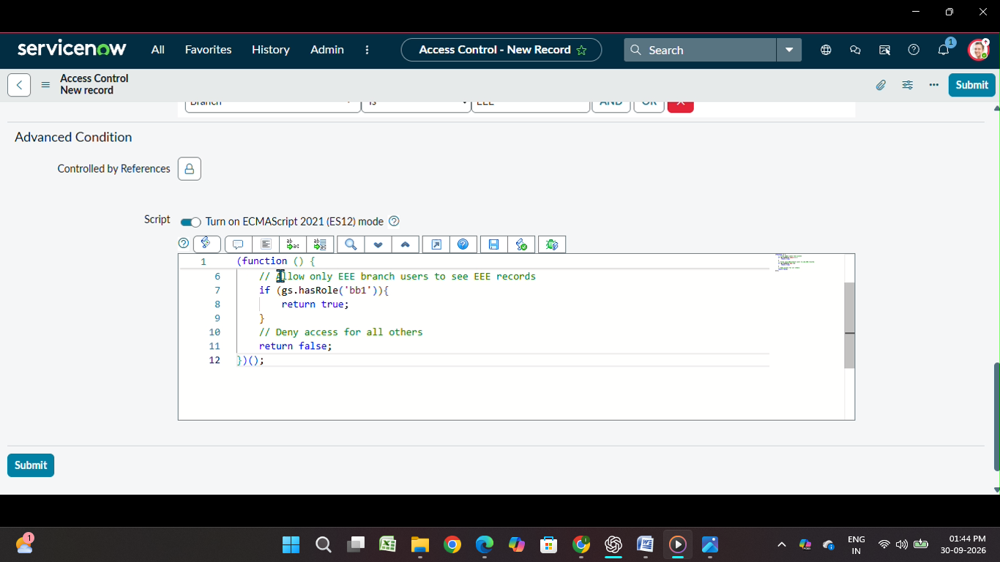 servicenow All Favorites History Admin Access Control - New Record Search 1
Access Control
New record
Submit
Branch is EEE AND OR
Advanced Condition
Controlled by References
Script Turn on ECMAScript 2021 (ES12) mode
1 (function () {
6 // Allow only EEE branch users to see EEE records
7 if (gs.hasRole('bb1')){
8 return true;
9 }
10 // Deny access for all others
11 return false;
12 })();
Submit
1
ENG
IN
01:44 PM
30-09-2026